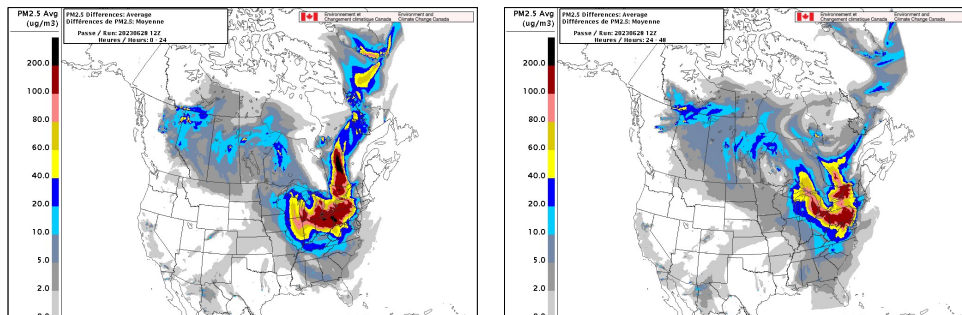 PM2.5 Avg
(ug/m3)
200.0
100.0
80.0
60.0
40.0
20.0
10.0
5.0
2.0
PM2.5 Differences: Average
Différences de PM2.5: Moyenne
Passe / Run: 20230628 12Z
Heures / Hours: 0 - 24
Environnement et
Changement climatique Canada
Environment and
Climate Change Canada
PM2.5 Avg
(ug/m3)
200.0
100.0
80.0
60.0
40.0
20.0
10.0
5.0
2.0
PM2.5 Differences: Average
Différences de PM2.5: Moyenne
Passe / Run: 20230628 12Z
Heures / Hours: 24 - 48
Environnement et
Changement climatique Canada
Environment and
Climate Change Canada